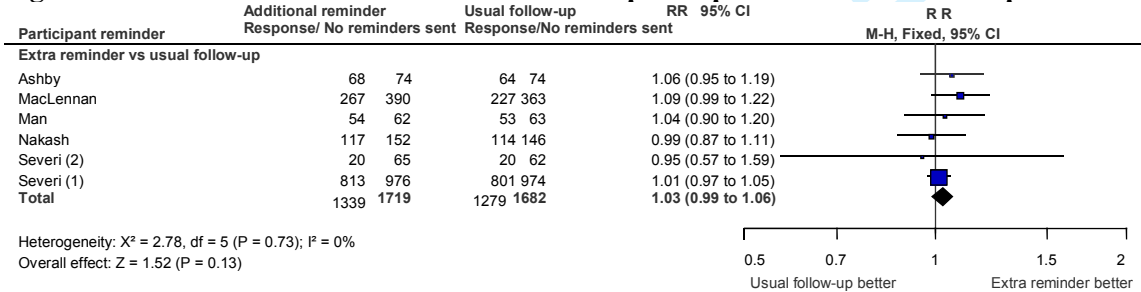 Additional reminder Usual follow-up RR 95% CI R R
Response/ No reminders sent Response/No reminders sent
Participant reminder M-H, Fixed, 95% CI
Extra reminder vs usual follow-up
Ashby 68 74 64 74 1.06 (0.95 to 1.19)
MacLennan 267 390 227 363 1.09 (0.99 to 1.22)
Man 54 62 53 63 1.04 (0.90 to 1.20)
Nakash 117 152 114 146 0.99 (0.87 to 1.11)
Severi (2) 20 65 20 62 0.95 (0.57 to 1.59)
Severi (1) 813 976 801 974 1.01 (0.97 to 1.05)
Total 1339 1719 1279 1682 1.03 (0.99 to 1.06)
Heterogeneity: X² = 2.78, df = 5 (P = 0.73); I² = 0%
Overall effect: Z = 1.52 (P = 0.13)
0.5 0.7 1 1.5 2
Usual follow-up better Extra reminder better